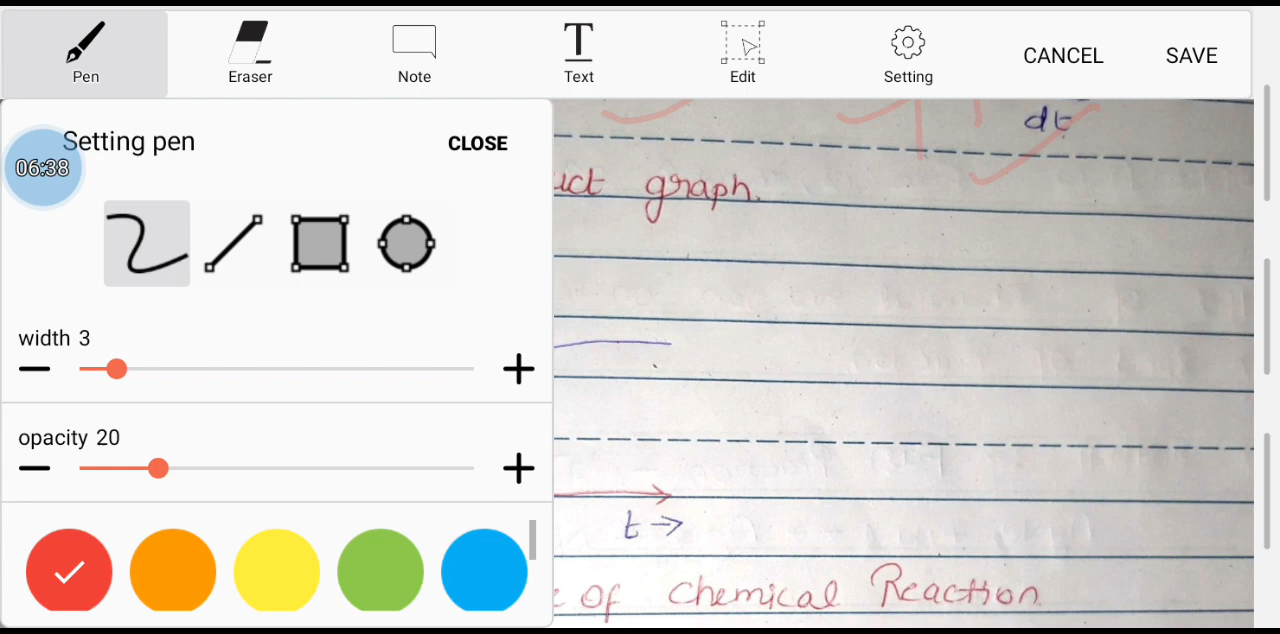 Pen
Eraser
Note
Text
Edit
Setting
CANCEL
SAVE
Setting pen
CLOSE
06:38
width 3
opacity 20
dt
uct graph.
t →
of chemical Reaction